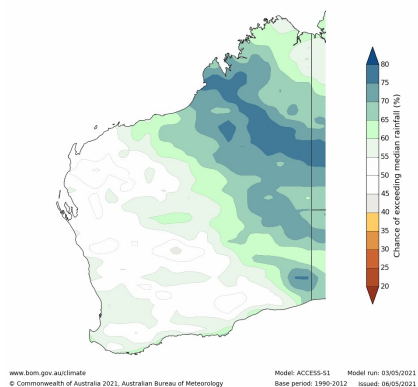 80
75
70
65
60
55
50
45
40
35
30
25
20
Chance of exceeding median rainfall (%)
www.bom.gov.au/climate
© Commonwealth of Australia 2021, Australian Bureau of Meteorology
Model: ACCESS-S1
Base period: 1990-2012
Model run: 03/05/2021
Issued: 06/05/2021